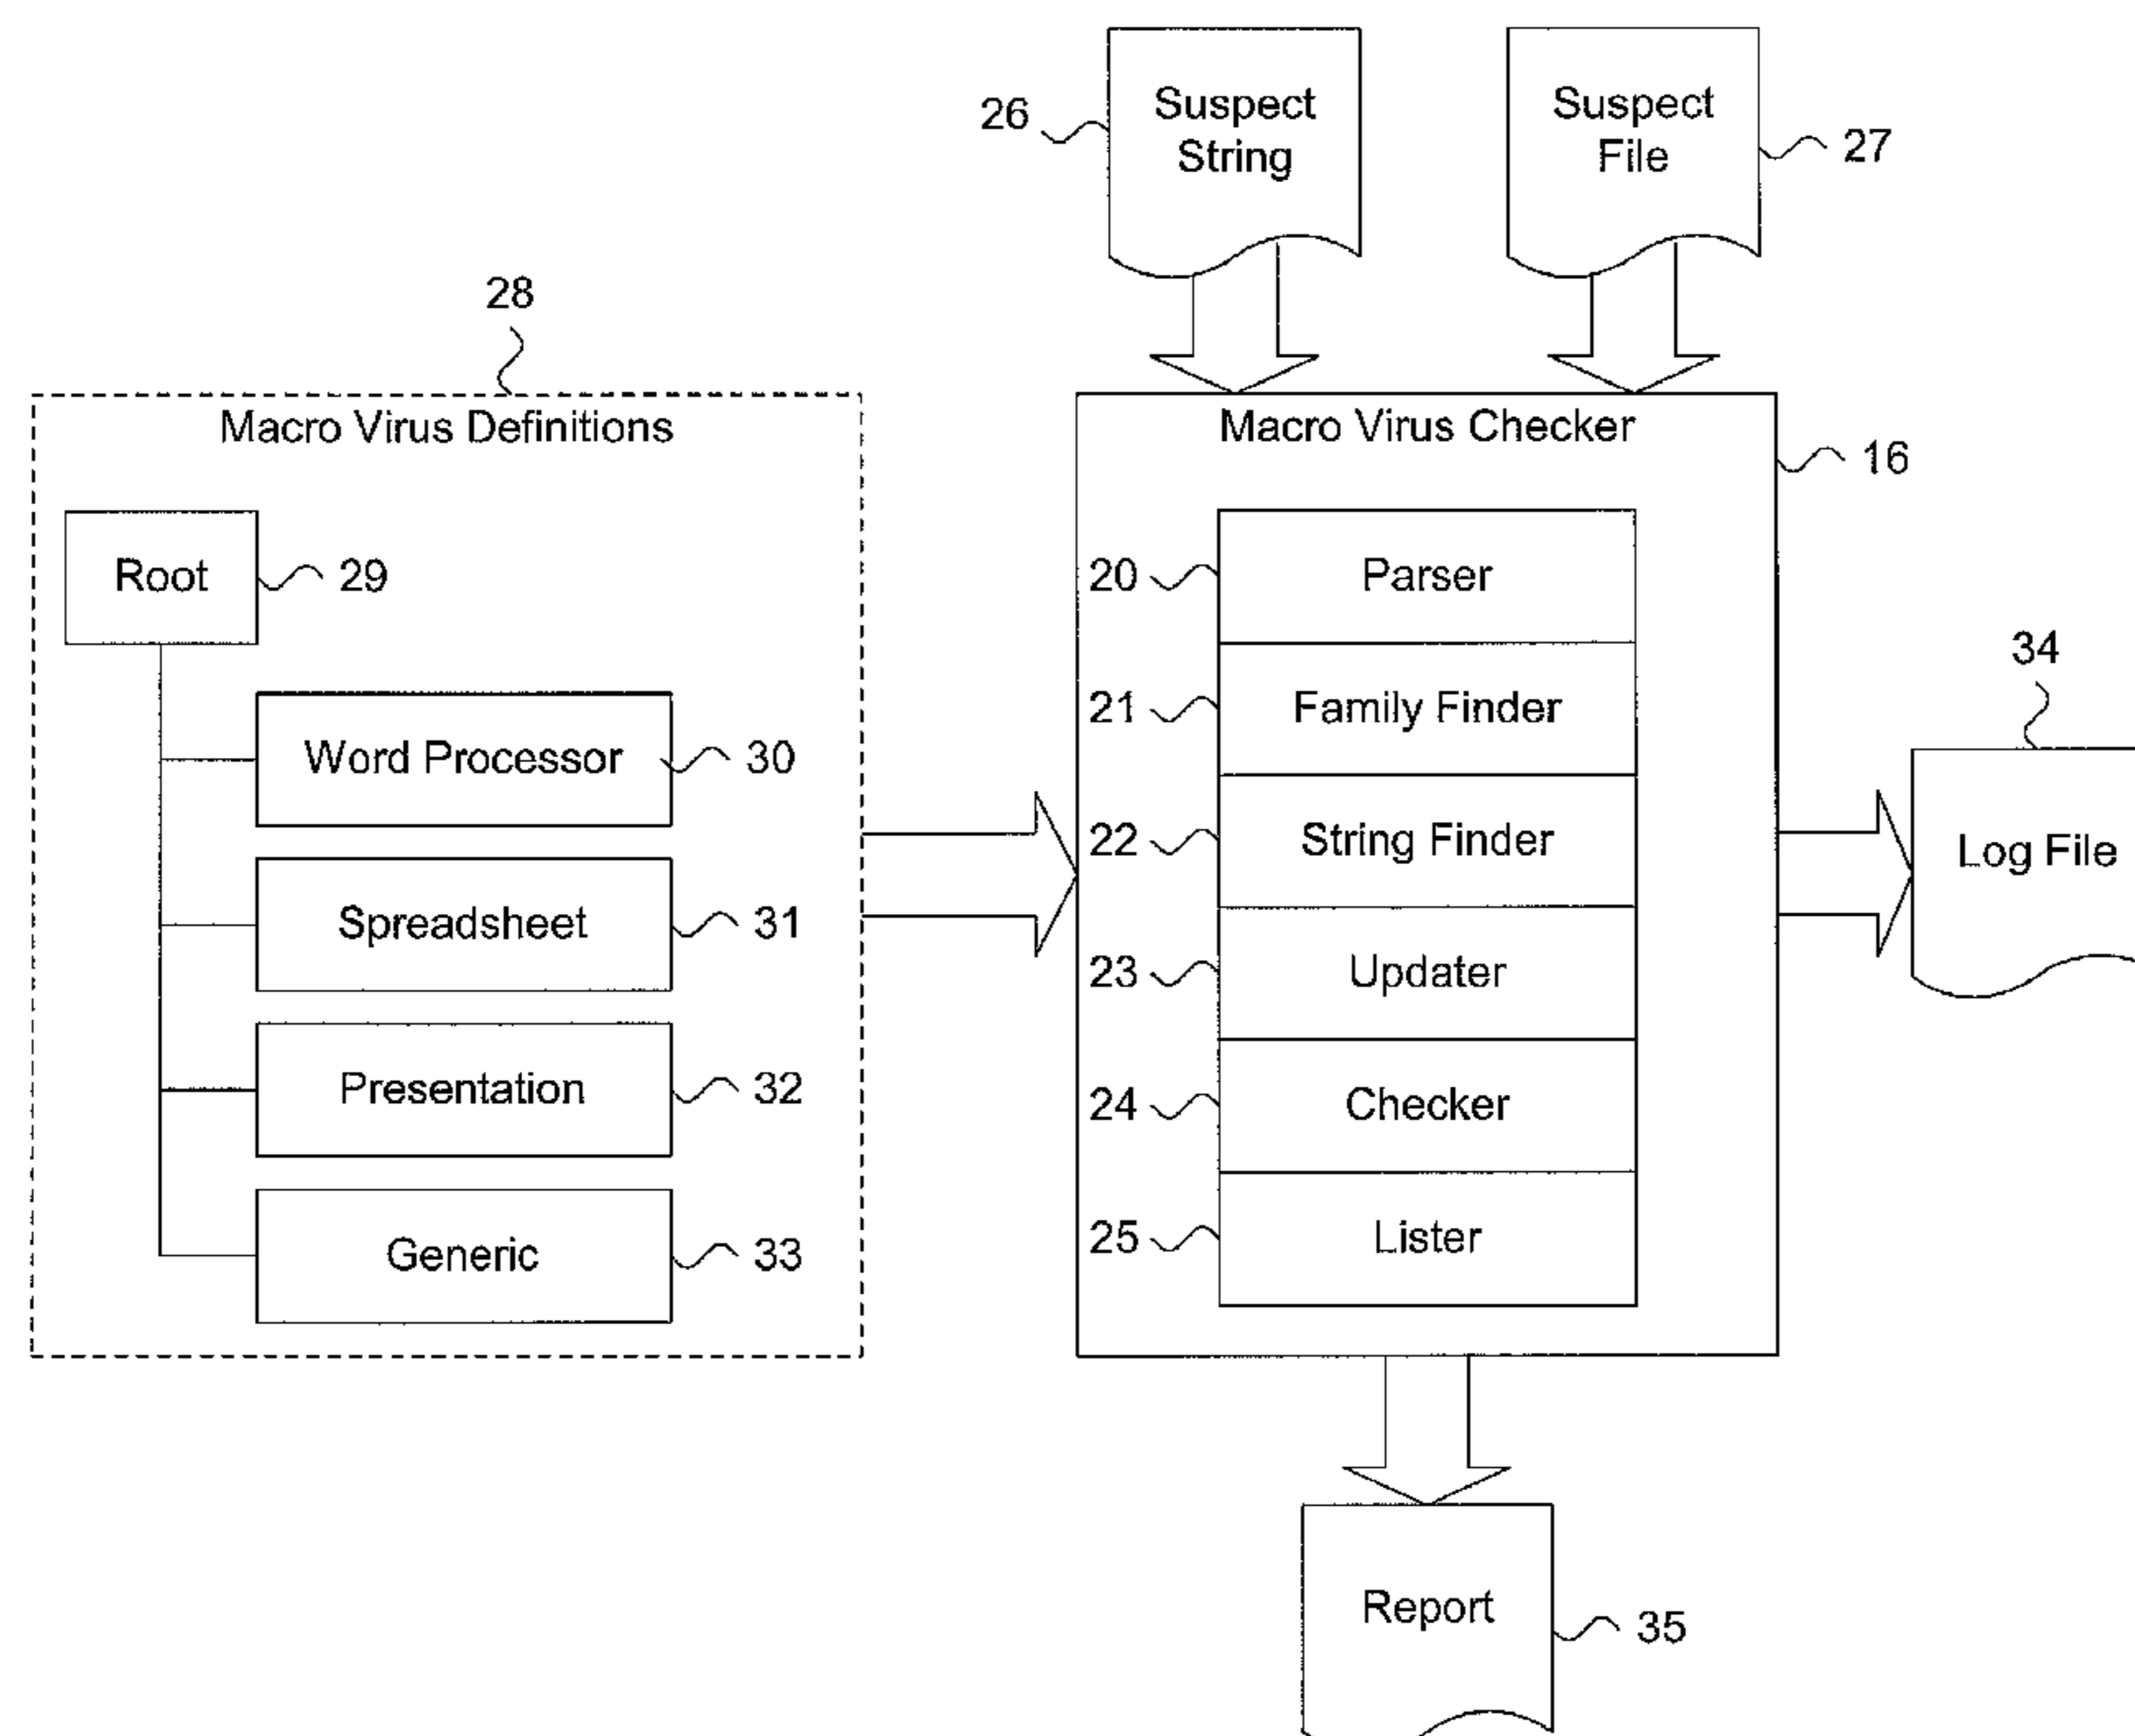 26
Suspect
String
Suspect
File
27
28
Macro Virus Definitions
Root
29
Word Processor
30
Spreadsheet
31
Presentation
32
Generic
33
Macro Virus Checker
16
20
Parser
21
Family Finder
22
String Finder
23
Updater
24
Checker
25
Lister
34
Log File
Report
35